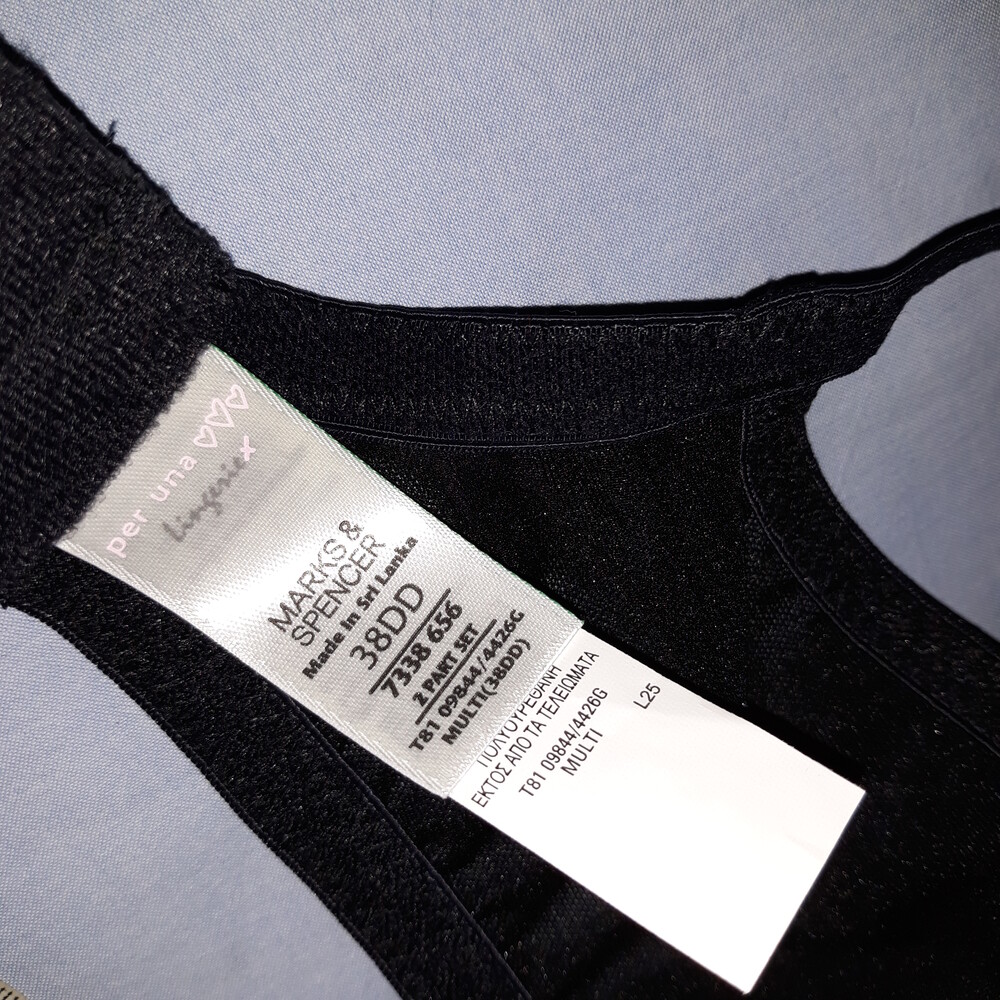 per una
lingerie x
MARKS &
SPENCER
Made in Sri Lanka
38DD
7338 656
2 PART SET
T81 09844/4426G
MULTI(38DD)
ΠΟΛΥΟΥΡΕΘΑΝΗ
ΕΚΤΟΣ ΑΠΟ ΤΑ ΤΕΛΕΙΩΜΑΤΑ
T81 09844/4426G
MULTI
L25